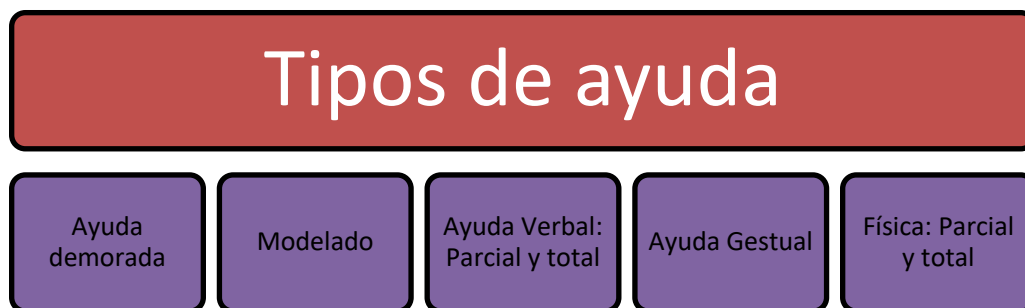 Tipos de ayuda
Ayuda
demorada
Modelado
Ayuda Verbal:
Parcial y total
Ayuda Gestual
Física: Parcial
y total